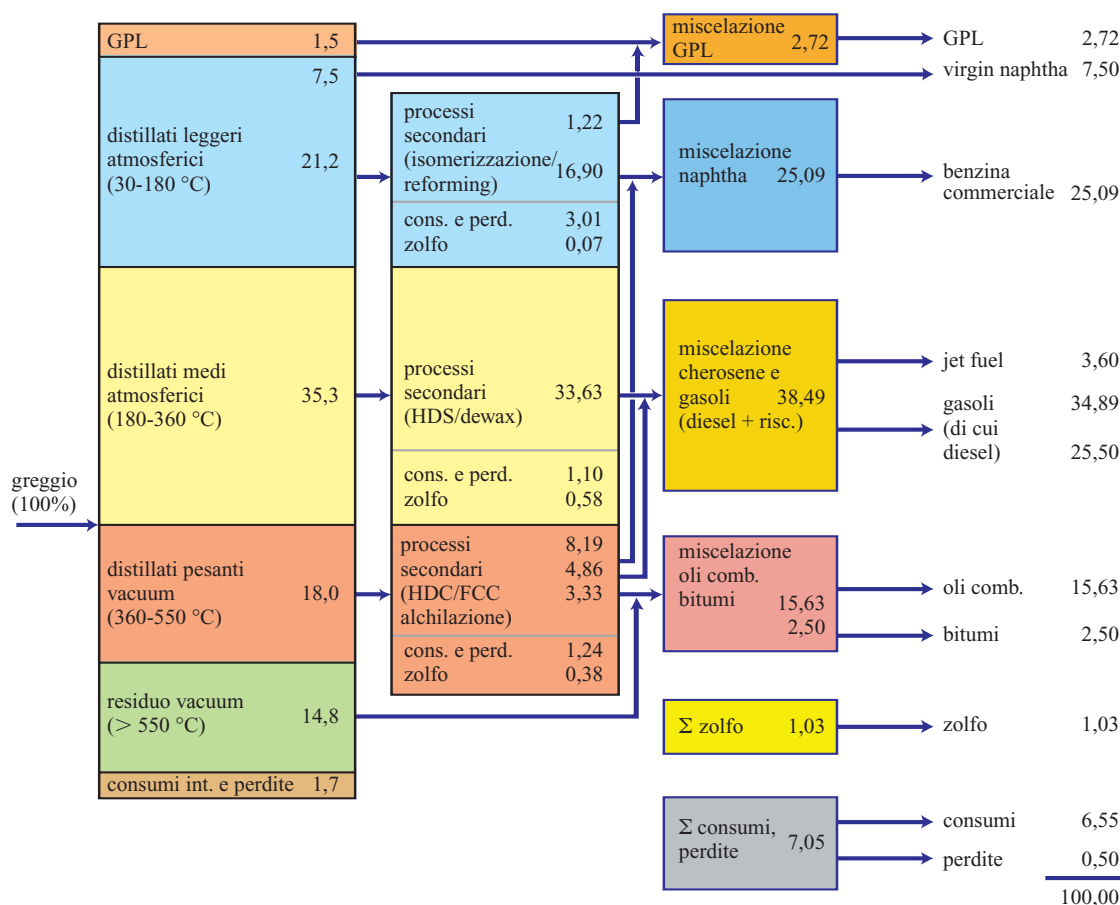 greggio
(100%)
GPL 1,5
7,5
distillati leggeri
atmosferici 21,2
(30-180 °C)
distillati medi
atmosferici 35,3
(180-360 °C)
distillati pesanti
vacuum 18,0
(360-550 °C)
residuo vacuum 14,8
(> 550 °C)
consumi int. e perdite 1,7
processi
secondari 1,22
(isomerizzazione/
reforming) 16,90
cons. e perd. 3,01
zolfo 0,07
processi
secondari 33,63
(HDS/dewax)
cons. e perd. 1,10
zolfo 0,58
processi 8,19
secondari 4,86
(HDC/FCC 3,33
alchilazione)
cons. e perd. 1,24
zolfo 0,38
miscelazione
GPL 2,72
miscelazione
naphtha 25,09
miscelazione
cherosene e
gasoli 38,49
(diesel + risc.)
miscelazione
oli comb.
bitumi 15,63
2,50
Σ zolfo 1,03
Σ consumi,
perdite 7,05
GPL 2,72
virgin naphtha 7,50
benzina
commerciale 25,09
jet fuel 3,60
gasoli 34,89
(di cui
diesel) 25,50
oli comb. 15,63
bitumi 2,50
zolfo 1,03
consumi 6,55
perdite 0,50
100,00